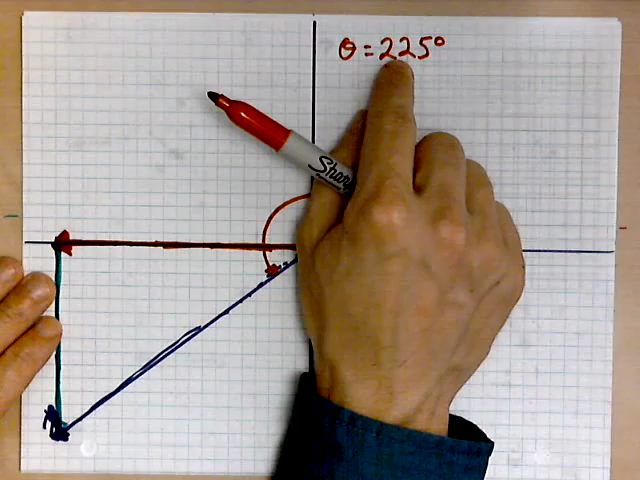 θ = 225°
Sharp